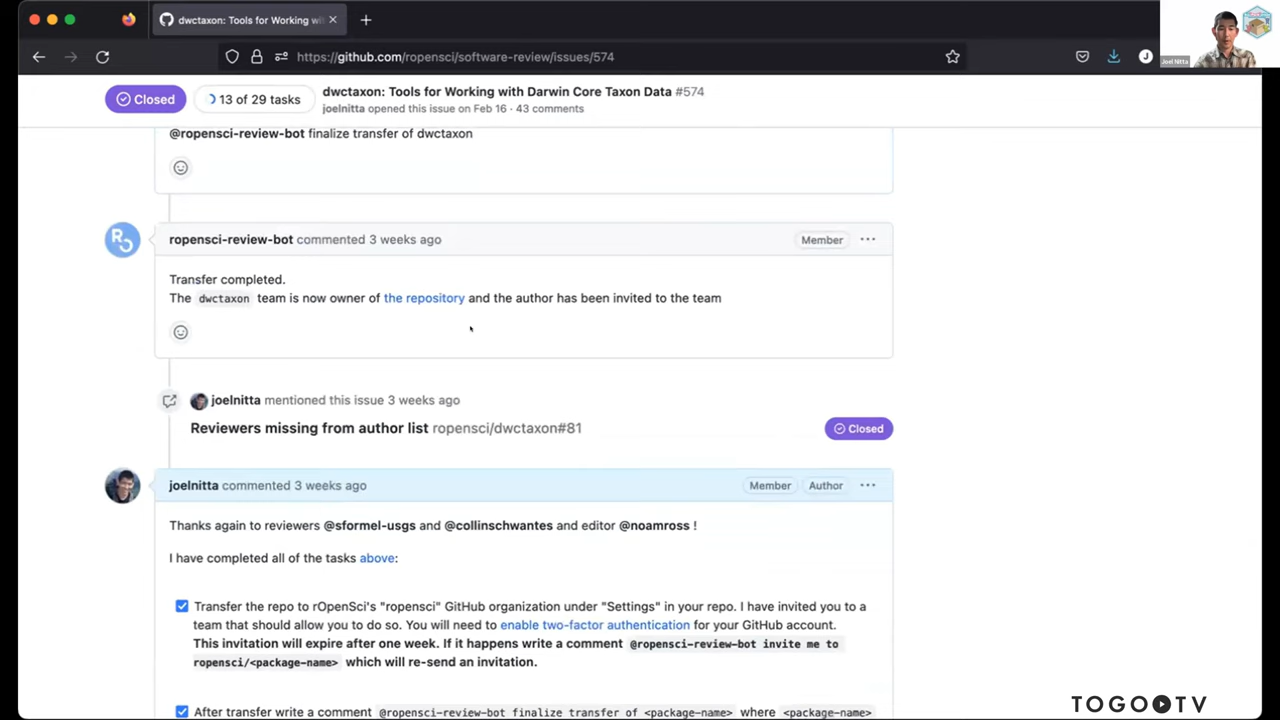 dwctaxon: Tools for Working wit
https://github.com/ropensci/software-review/issues/574
J
Joel Nitta
Closed
13 of 29 tasks
dwctaxon: Tools for Working with Darwin Core Taxon Data #574
joelnitta opened this issue on Feb 16 · 43 comments
@ropensci-review-bot finalize transfer of dwctaxon
ropensci-review-bot commented 3 weeks ago
Member
Transfer completed.
The dwctaxon team is now owner of the repository and the author has been invited to the team
joelnitta mentioned this issue 3 weeks ago
Reviewers missing from author list ropensci/dwctaxon#81
Closed
joelnitta commented 3 weeks ago
Member
Author
Thanks again to reviewers @sformel-usgs and @collinschwantes and editor @noamross !
I have completed all of the tasks above:
Transfer the repo to rOpenSci's "ropensci" GitHub organization under "Settings" in your repo. I have invited you to a
team that should allow you to do so. You will need to enable two-factor authentication for your GitHub account.
This invitation will expire after one week. If it happens write a comment @ropensci-review-bot invite me to
ropensci/<package-name> which will re-send an invitation.
After transfer write a comment @ropensci-review-bot finalize transfer of <package-name> where <package-name>
TOGOTV